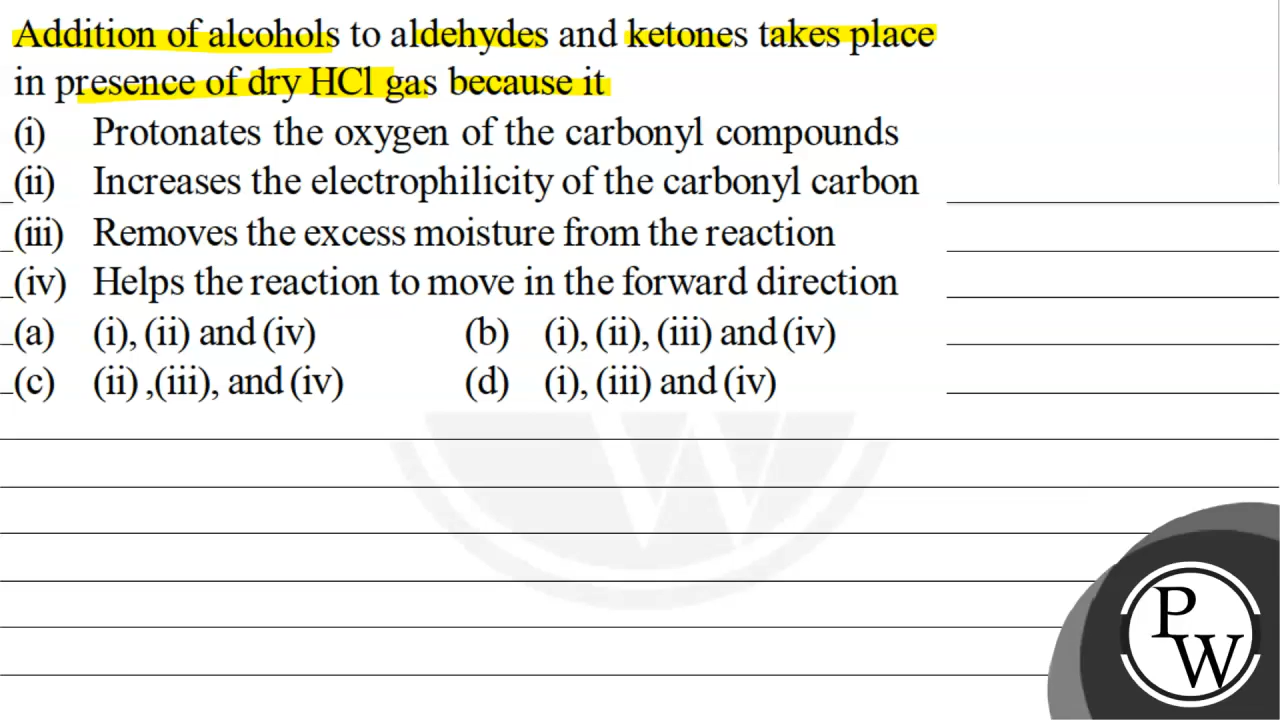 Addition of alcohols to aldehydes and ketones takes place
in presence of dry HCl gas because it
(i) Protonates the oxygen of the carbonyl compounds
(ii) Increases the electrophilicity of the carbonyl carbon
(iii) Removes the excess moisture from the reaction
(iv) Helps the reaction to move in the forward direction
(a) (i), (ii) and (iv) (b) (i), (ii), (iii) and (iv)
(c) (ii) ,(iii), and (iv) (d) (i), (iii) and (iv)
P
W